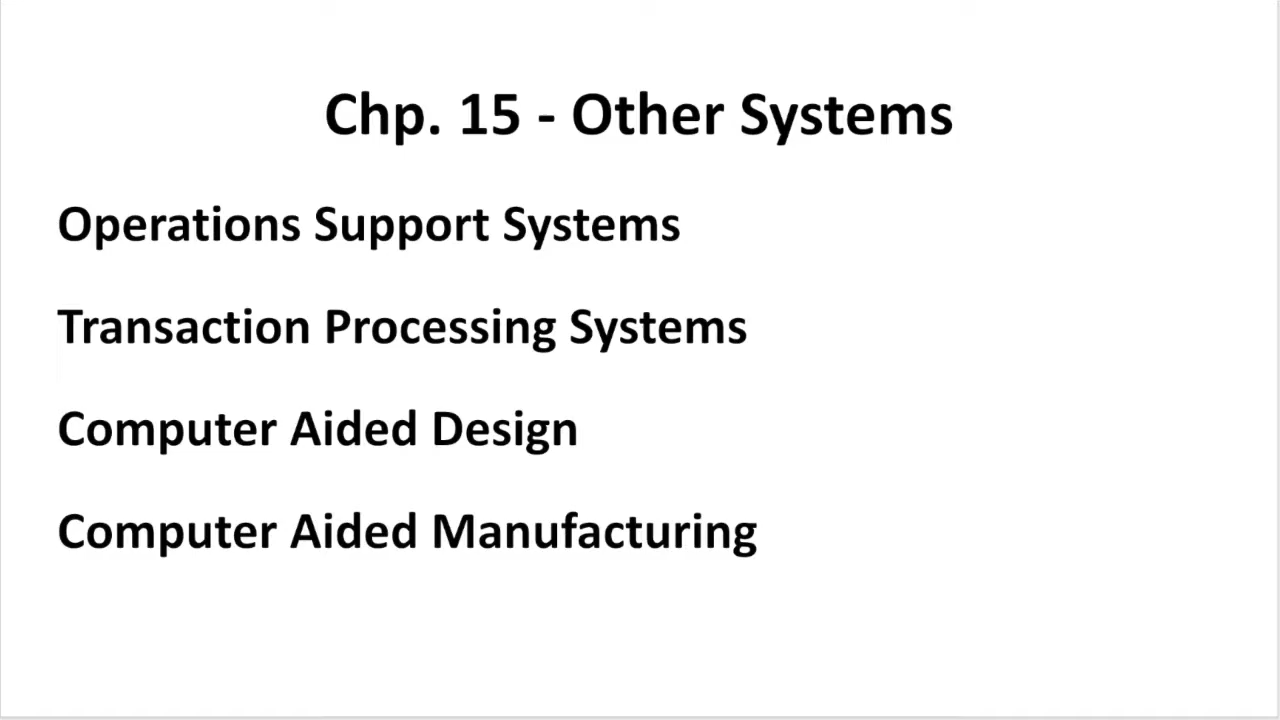 Chp. 15 - Other Systems
Operations Support Systems
Transaction Processing Systems
Computer Aided Design
Computer Aided Manufacturing